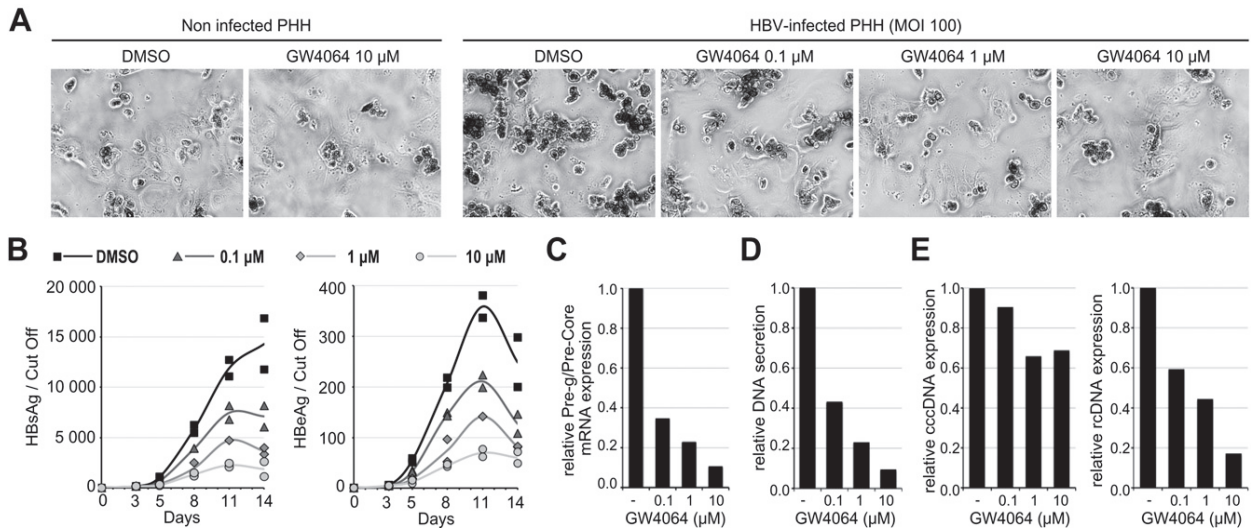 A
Non infected PHH
HBV-infected PHH (MOI 100)
DMSO
GW4064 10 µM
DMSO
GW4064 0.1 µM
GW4064 1 µM
GW4064 10 µM
B
DMSO
0.1 µM
1 µM
10 µM
HBsAg / Cut Off
20 000
15 000
10 000
5 000
0
0 3 5 8 11 14
Days
HBeAg / Cut Off
400
300
200
100
0
0 3 5 8 11 14
Days
C
relative Pre-g/Pre-Core
mRNA expression
1.0
0.8
0.6
0.4
0.2
0.0
- 0.1 1 10
GW4064 (µM)
D
relative DNA secretion
1.0
0.8
0.6
0.4
0.2
0.0
- 0.1 1 10
GW4064 (µM)
E
relative cccDNA expression
1.0
0.8
0.6
0.4
0.2
0.0
- 0.1 1 10
GW4064 (µM)
relative rcDNA expression
1.0
0.8
0.6
0.4
0.2
0.0
- 0.1 1 10
GW4064 (µM)